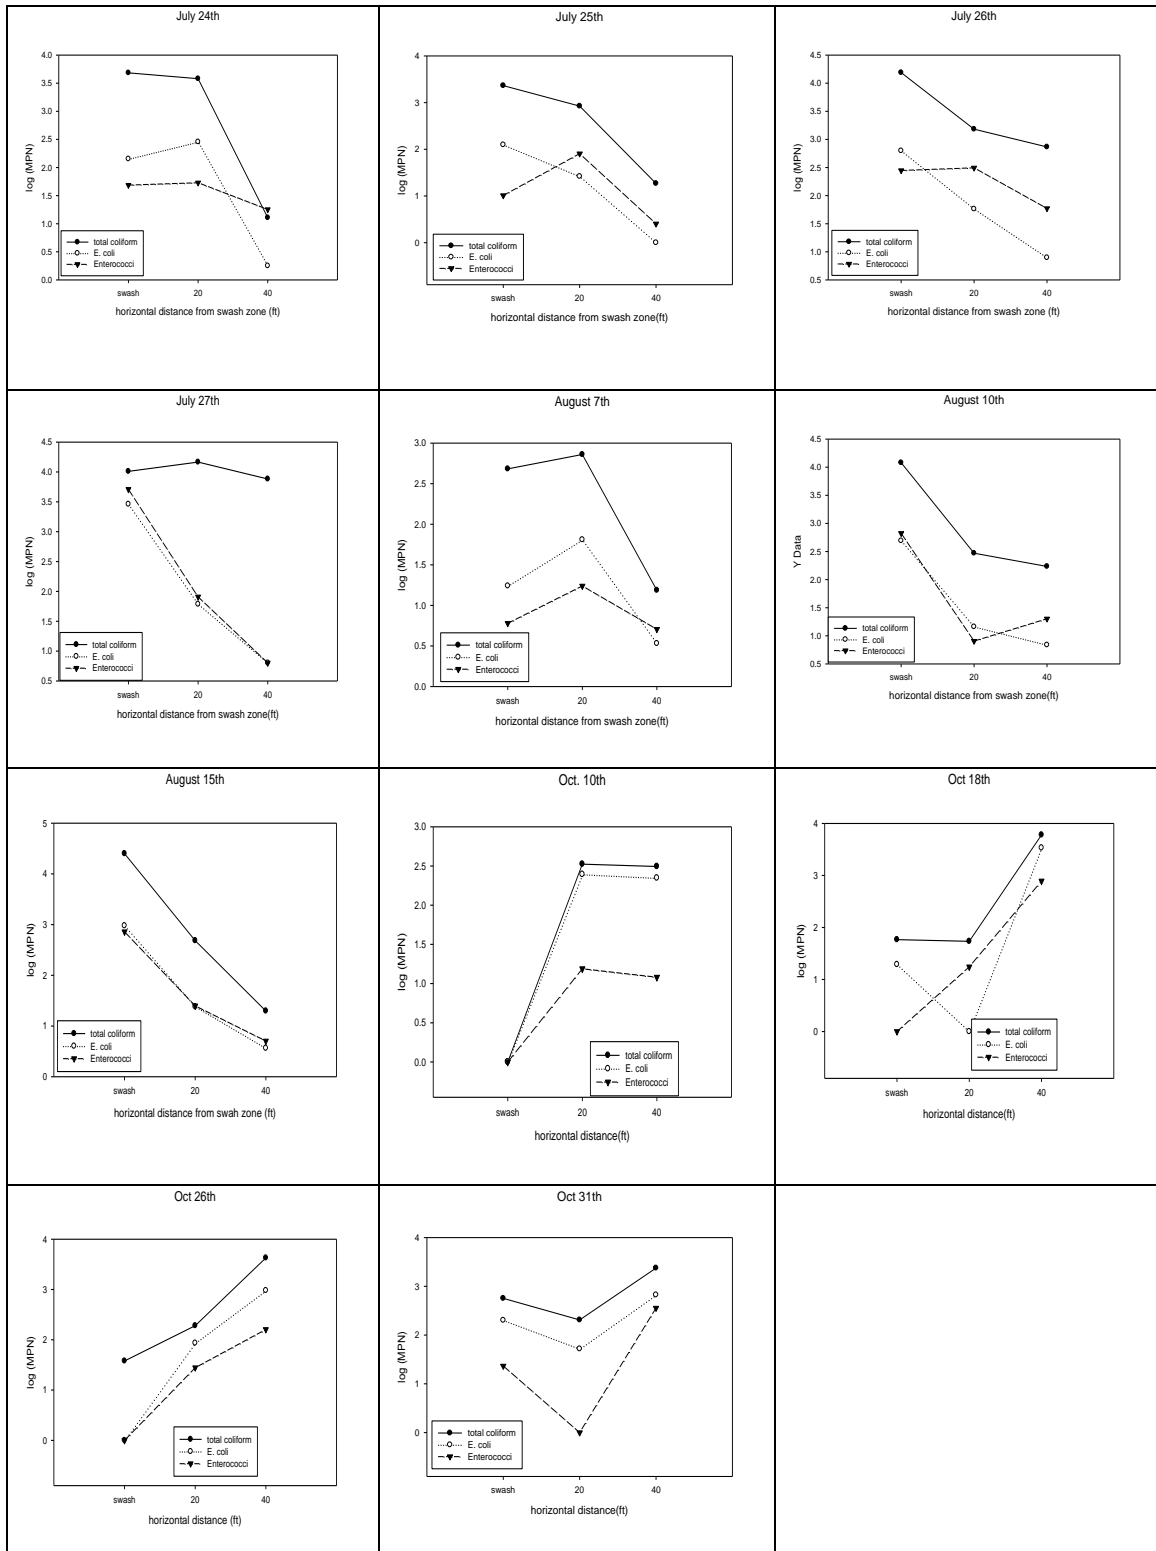 July 24th
4.0
3.5
3.0
2.5
2.0
1.5
1.0
0.5
0.0
log (MPN)
total coliform
E. coli
Enterococci
swash 20 40
horizontal distance from swash zone (ft)
July 25th
4
3
2
1
0
log (MPN)
total coliform
E. coli
Enterococci
swash 20 40
horizontal distance from swash zone(ft)
July 26th
4.5
4.0
3.5
3.0
2.5
2.0
1.5
1.0
0.5
log (MPN)
total coliform
E. coli
Enterococci
swash 20 40
horizontal distance from swash zone(ft)
July 27th
4.5
4.0
3.5
3.0
2.5
2.0
1.5
1.0
0.5
log (MPN)
total coliform
E. coli
Enterococci
swash 20 40
horizontal distance from swash zone(ft)
August 7th
3.0
2.5
2.0
1.5
1.0
0.5
0.0
log (MPN)
total coliform
E. coli
Enterococci
swash 20 40
horizontal distance from swash zone(ft)
August 10th
4.5
4.0
3.5
3.0
2.5
2.0
1.5
1.0
0.5
Y Data
total coliform
E. coli
Enterococci
swash 20 40
horizontal distance from swash zone(ft)
August 15th
5
4
3
2
1
0
log (MPN)
total coliform
E. coli
Enterococci
swash 20 40
horizontal distance from swah zone (ft)
Oct. 10th
3.0
2.5
2.0
1.5
1.0
0.5
0.0
log (MPN)
total coliform
E. coli
Enterococci
swash 20 40
horizontal distance(ft)
Oct 18th
4
3
2
1
0
log (MPN)
total coliform
E. coli
Enterococci
swash 20 40
horizontal distance(ft)
Oct 26th
4
3
2
1
0
log (MPN)
total coliform
E. coli
Enterococci
swash 20 40
horizontal distance (ft)
Oct 31th
4
3
2
1
0
log (MPN)
total coliform
E. coli
Enterococci
swash 20 40
horizontal distance(ft)